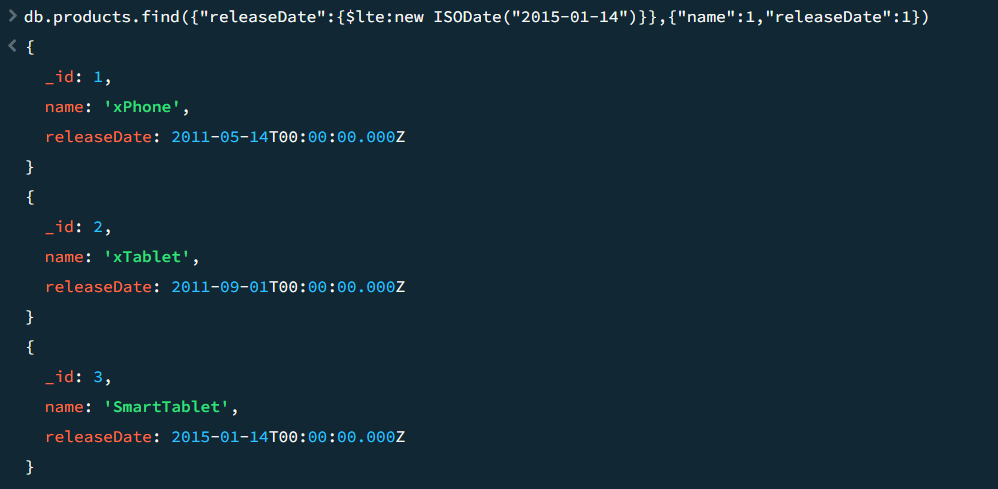 > db.products.find({"releaseDate":{$lte:new ISODate("2015-01-14")}},{"name":1,"releaseDate":1})
< {
_id: 1,
name: 'xPhone',
releaseDate: 2011-05-14T00:00:00.000Z
}
{
_id: 2,
name: 'xTablet',
releaseDate: 2011-09-01T00:00:00.000Z
}
{
_id: 3,
name: 'SmartTablet',
releaseDate: 2015-01-14T00:00:00.000Z
}